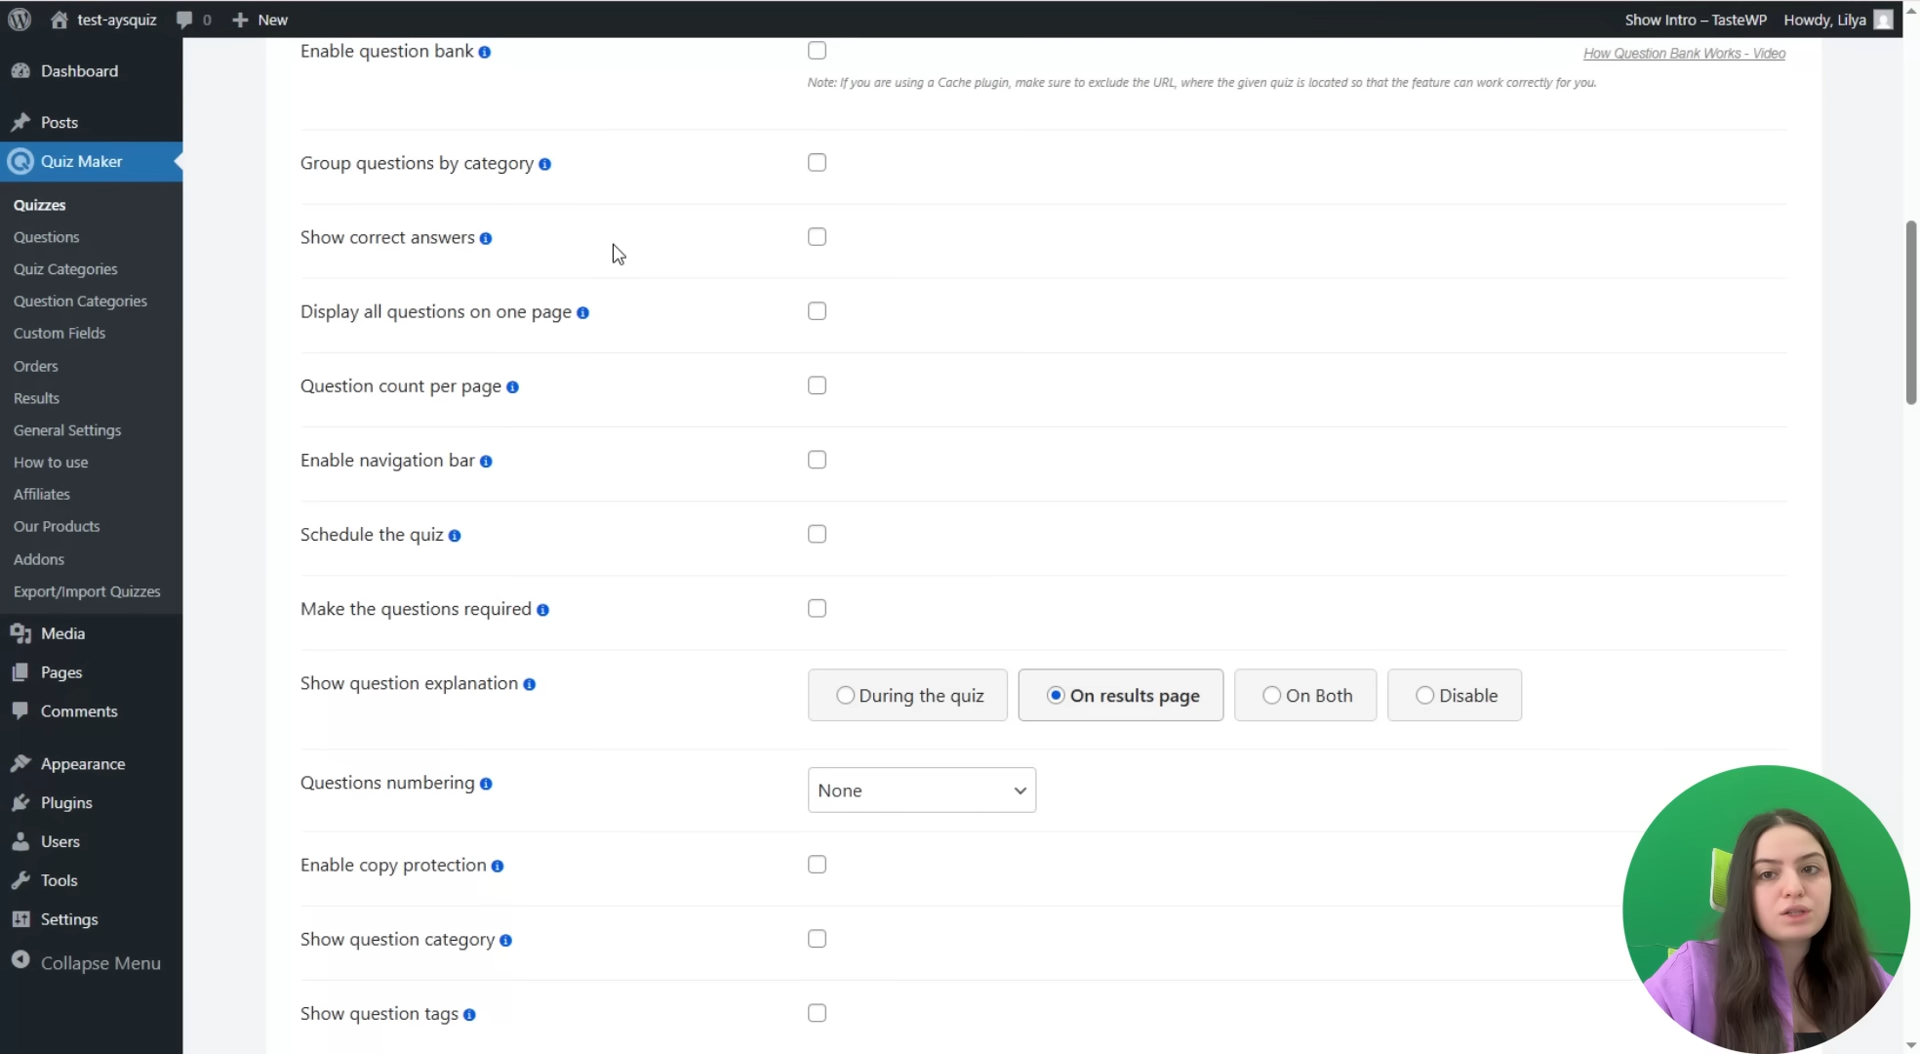 test-aysquiz 0 New Show Intro – TasteWP Howdy, Lilya
Dashboard
Posts
Quiz Maker
Quizzes
Questions
Quiz Categories
Question Categories
Custom Fields
Orders
Results
General Settings
How to use
Affiliates
Our Products
Addons
Export/Import Quizzes
Media
Pages
Comments
Appearance
Plugins
Users
Tools
Settings
Collapse Menu
Enable question bank
How Question Bank Works - Video
Note: If you are using a Cache plugin, make sure to exclude the URL, where the given quiz is located so that the feature can work correctly for you.
Group questions by category
Show correct answers
Display all questions on one page
Question count per page
Enable navigation bar
Schedule the quiz
Make the questions required
Show question explanation During the quiz On results page On Both Disable
Questions numbering None
Enable copy protection
Show question category
Show question tags